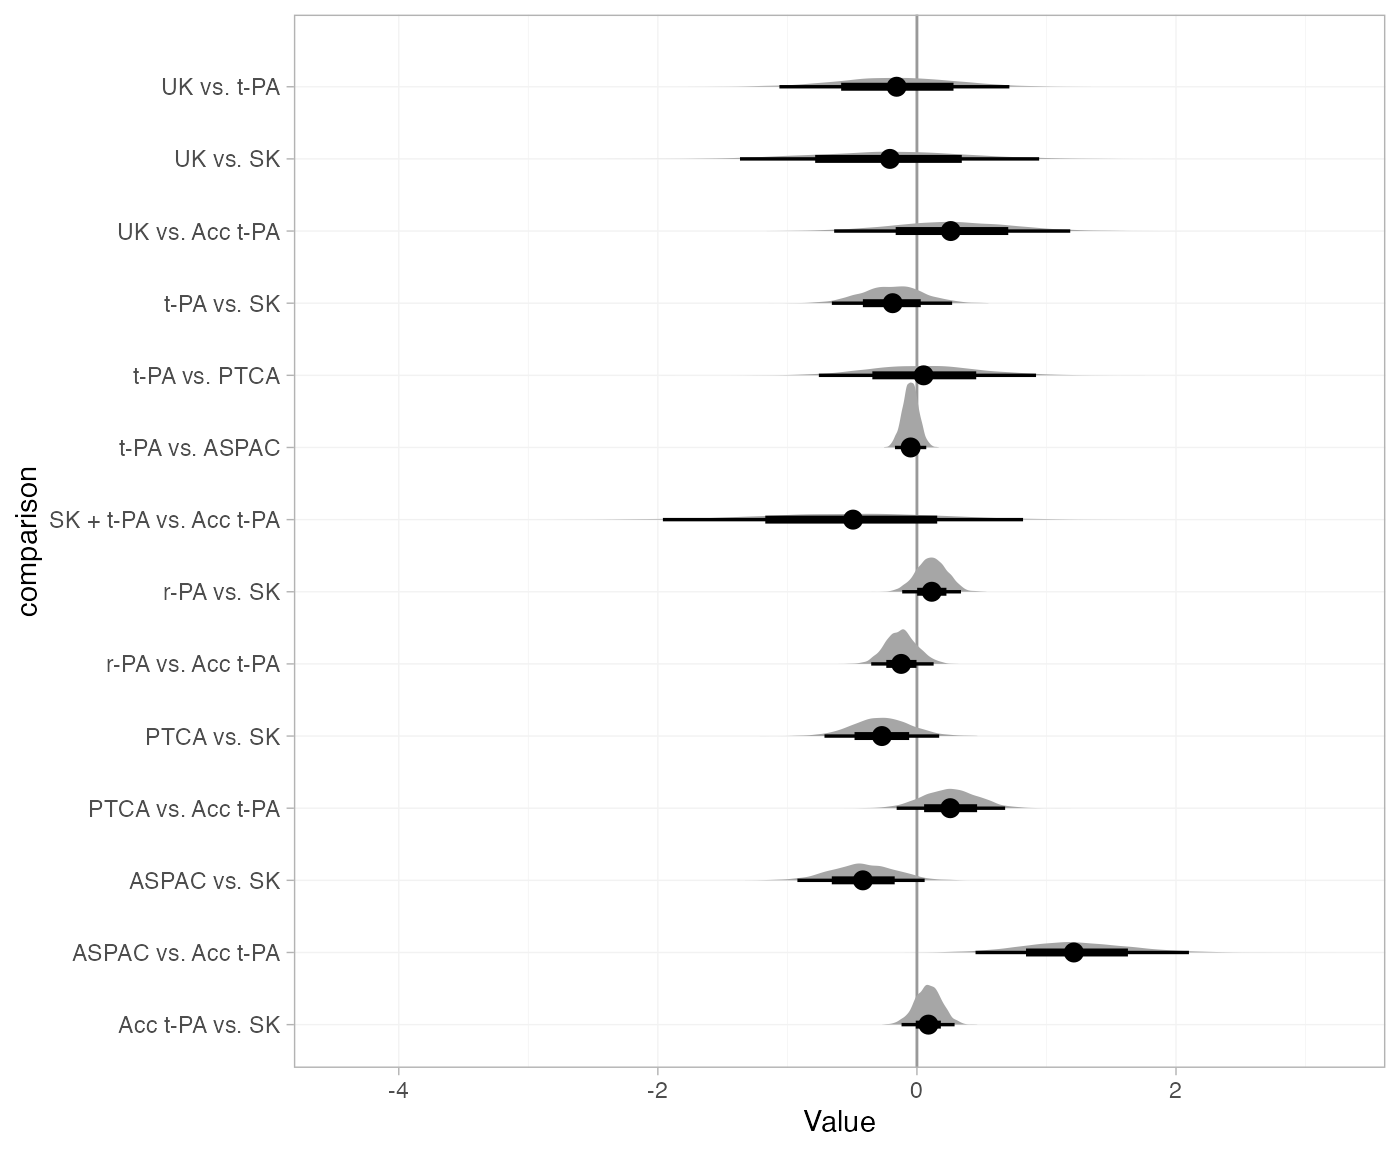 UK vs. t-PA
UK vs. SK
UK vs. Acc t-PA
t-PA vs. SK
t-PA vs. PTCA
t-PA vs. ASPAC
SK + t-PA vs. Acc t-PA
r-PA vs. SK
r-PA vs. Acc t-PA
PTCA vs. SK
PTCA vs. Acc t-PA
ASPAC vs. SK
ASPAC vs. Acc t-PA
Acc t-PA vs. SK
comparison
-4 -2 0 2
Value